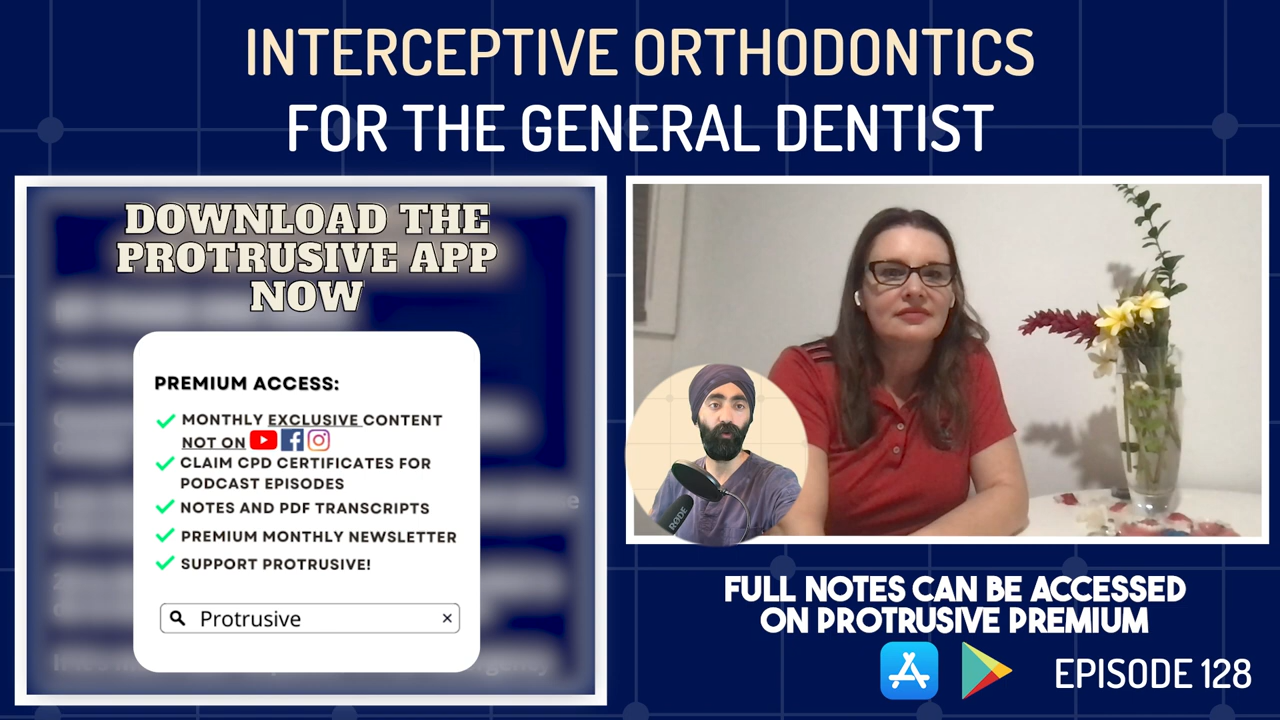 INTERCEPTIVE ORTHODONTICS
FOR THE GENERAL DENTIST
DOWNLOAD THE
PROTRUSIVE APP
NOW
PREMIUM ACCESS:
MONTHLY EXCLUSIVE CONTENT
NOT ON
CLAIM CPD CERTIFICATES FOR
PODCAST EPISODES
NOTES AND PDF TRANSCRIPTS
PREMIUM MONTHLY NEWSLETTER
SUPPORT PROTRUSIVE!
Protrusive ×
RØDE
FULL NOTES CAN BE ACCESSED
ON PROTRUSIVE PREMIUM
EPISODE 128